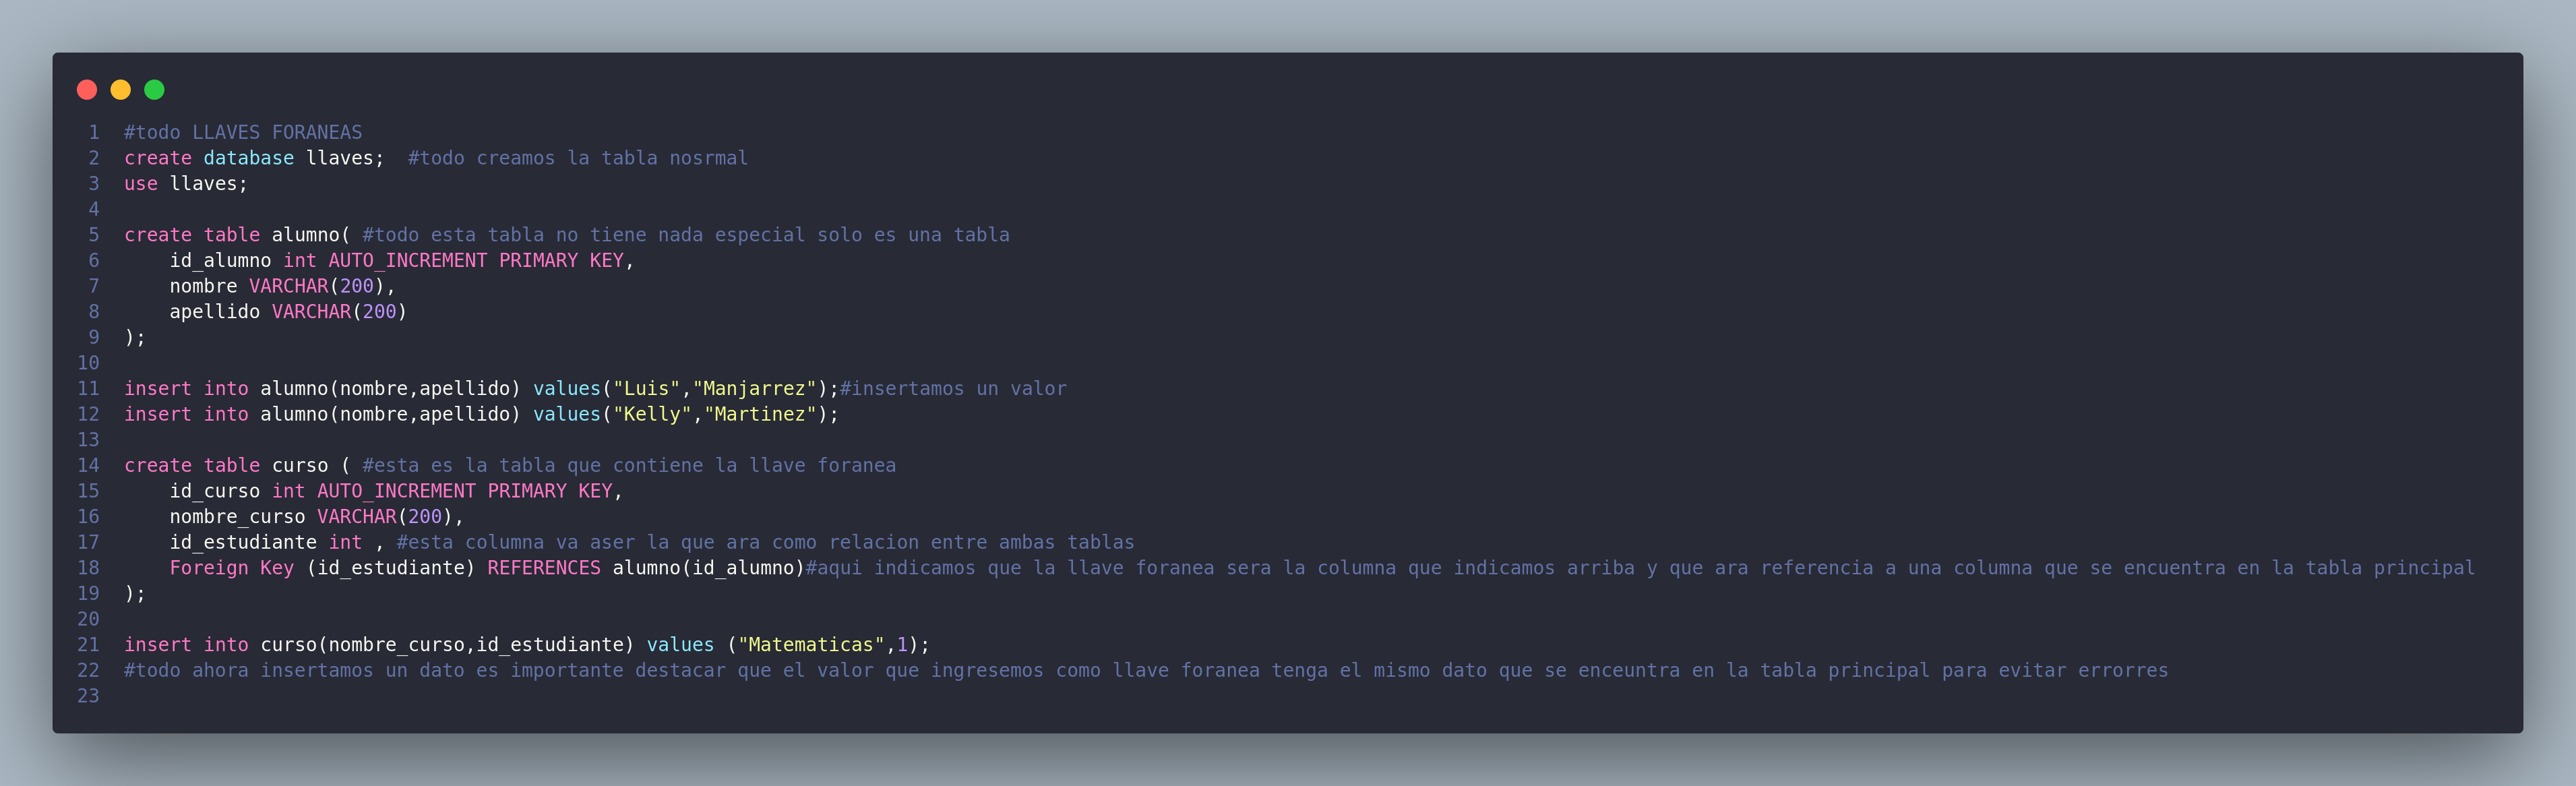 1 #todo LLAVES FORANEAS
2 create database llaves;  #todo creamos la tabla nosrmal
3 use llaves;
4
5 create table alumno( #todo esta tabla no tiene nada especial solo es una tabla
6     id_alumno int AUTO_INCREMENT PRIMARY KEY,
7     nombre VARCHAR(200),
8     apellido VARCHAR(200)
9 );
10
11 insert into alumno(nombre,apellido) values("Luis","Manjarrez");#insertamos un valor
12 insert into alumno(nombre,apellido) values("Kelly","Martinez");
13
14 create table curso ( #esta es la tabla que contiene la llave foranea
15     id_curso int AUTO_INCREMENT PRIMARY KEY,
16     nombre_curso VARCHAR(200),
17     id_estudiante int , #esta columna va aser la que ara como relacion entre ambas tablas
18     Foreign Key (id_estudiante) REFERENCES alumno(id_alumno)#aqui indicamos que la llave foranea sera la columna que indicamos arriba y que ara referencia a una columna que se encuentra en la tabla principal
19 );
20
21 insert into curso(nombre_curso,id_estudiante) values ("Matematicas",1);
22 #todo ahora insertamos un dato es importante destacar que el valor que ingresemos como llave foranea tenga el mismo dato que se enceuntra en la tabla principal para evitar errorres
23